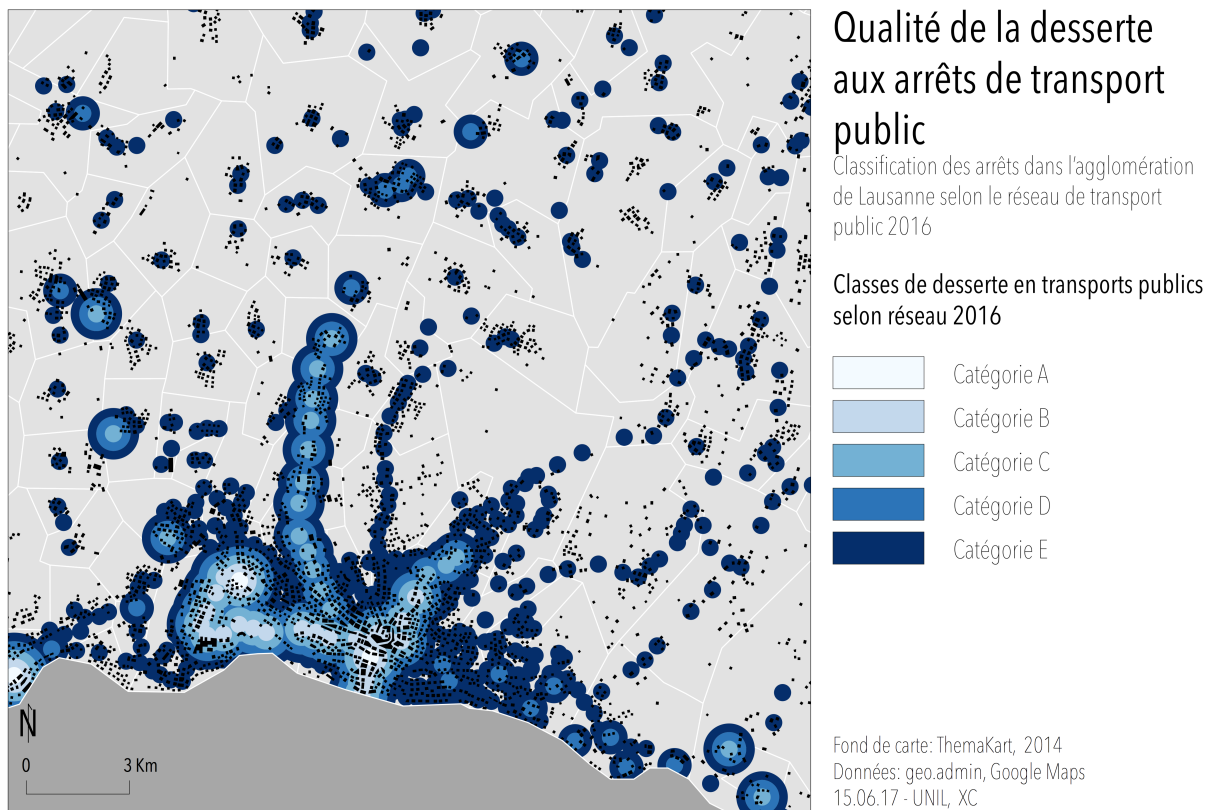 Qualité de la desserte
aux arrêts de transport
public
Classification des arrêts dans l'agglomération
de Lausanne selon le réseau de transport
public 2016
Classes de desserte en transports publics
selon réseau 2016
Catégorie A
Catégorie B
Catégorie C
Catégorie D
Catégorie E
N
0 3 Km
Fond de carte: ThemaKart, 2014
Données: geo.admin, Google Maps
15.06.17 - UNIL, XC